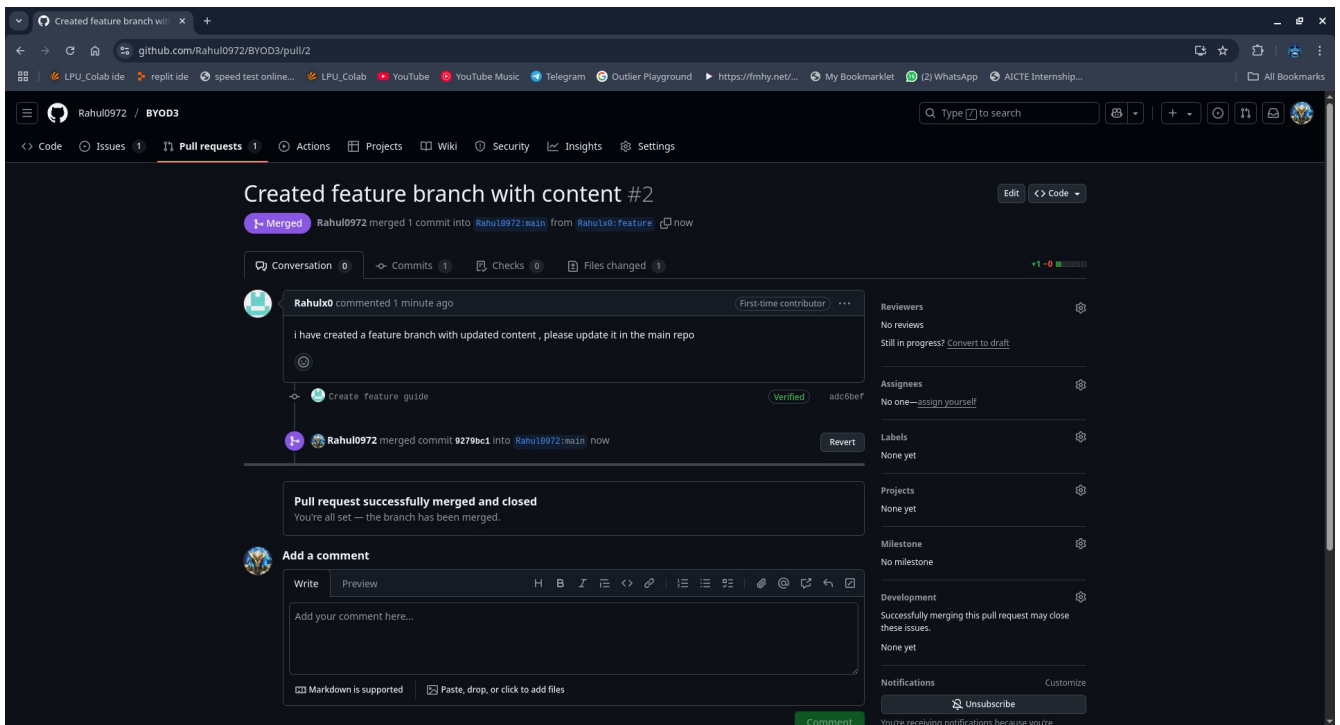 Created feature branch with
github.com/Rahul0972/BYOD3/pull/2
LPU_Colab ide replit ide speed test online... LPU_Colab YouTube YouTube Music Telegram Outlier Playground https://fmhy.net/... My Bookmarklet (2) WhatsApp AICTE Internship... All Bookmarks
Rahul0972 / BYOD3 Type / to search
Code Issues 1 Pull requests 1 Actions Projects Wiki Security Insights Settings
Created feature branch with content #2
Edit <> Code
Merged Rahul0972 merged 1 commit into Rahul0972:main from Rahulx0:feature now
Conversation 0 Commits 1 Checks 0 Files changed 1 +1 −0
Rahulx0 commented 1 minute ago First-time contributor ...
i have created a feature branch with updated content , please update it in the main repo
Create feature guide Verified adc6bef
Rahul0972 merged commit 9279bc1 into Rahul0972:main now Revert
Pull request successfully merged and closed
You're all set — the branch has been merged.
Add a comment
Write Preview
Add your comment here...
Markdown is supported Paste, drop, or click to add files
Comment
Reviewers
No reviews
Still in progress? Convert to draft
Assignees
No one—assign yourself
Labels
None yet
Projects
None yet
Milestone
No milestone
Development
Successfully merging this pull request may close
these issues.
None yet
Notifications Customize
Unsubscribe
You're receiving notifications because you're